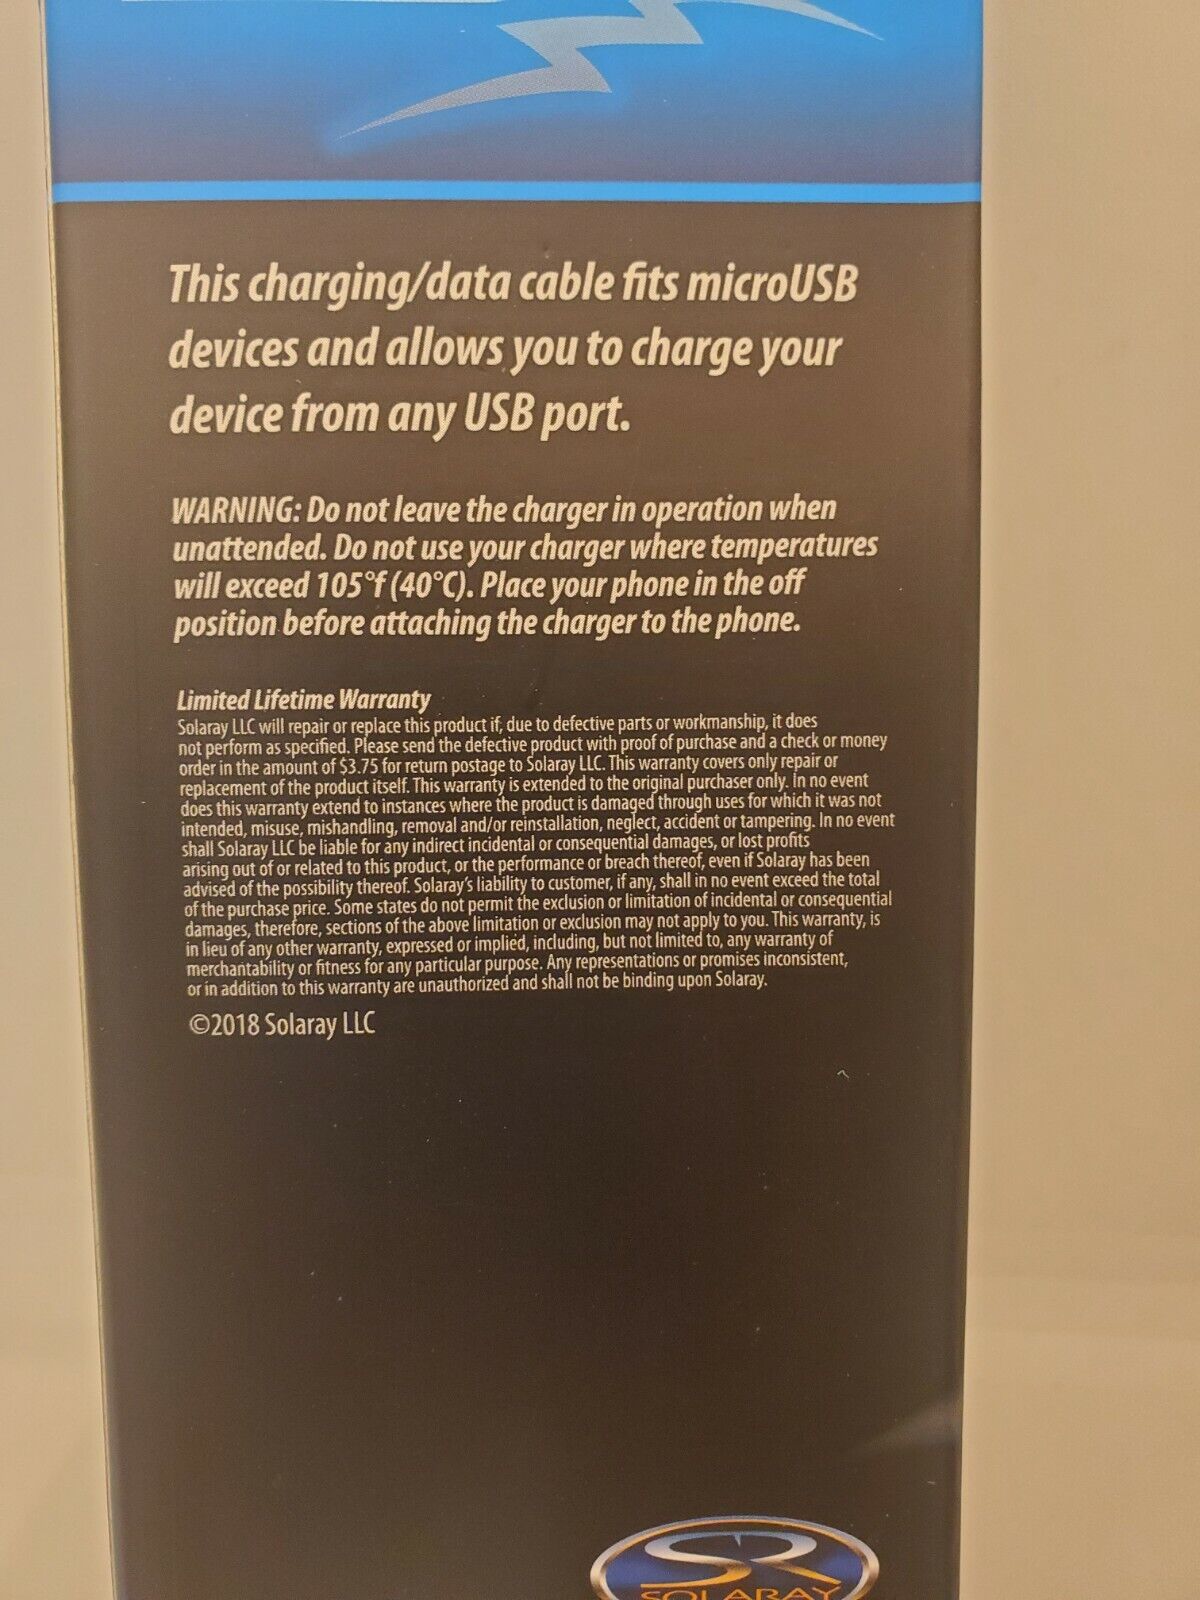 This charging/data cable fits microUSB
devices and allows you to charge your
device from any USB port.
WARNING: Do not leave the charger in operation when
unattended. Do not use your charger where temperatures
will exceed 105°f (40°C). Place your phone in the off
position before attaching the charger to the phone.
Limited Lifetime Warranty
Solaray LLC will repair or replace this product if, due to defective parts or workmanship, it does
not perform as specified. Please send the defective product with proof of purchase and a check or money
order in the amount of $3.75 for return postage to Solaray LLC. This warranty covers only repair or
replacement of the product itself. This warranty is extended to the original purchaser only. In no event
does this warranty extend to instances where the product is damaged through uses for which it was not
intended, misuse, mishandling, removal and/or reinstallation, neglect, accident or tampering. In no event
shall Solaray LLC be liable for any indirect incidental or consequential damages, or lost profits
arising out of or related to this product, or the performance or breach thereof, even if Solaray has been
advised of the possibility thereof. Solaray's liability to customer, if any, shall in no event exceed the total
of the purchase price. Some states do not permit the exclusion or limitation of incidental or consequential
damages, therefore, sections of the above limitation or exclusion may not apply to you. This warranty, is
in lieu of any other warranty, expressed or implied, including, but not limited to, any warranty of
merchantability or fitness for any particular purpose. Any representations or promises inconsistent,
or in addition to this warranty are unauthorized and shall not be binding upon Solaray.
©2018 Solaray LLC
SR
SOLARAY